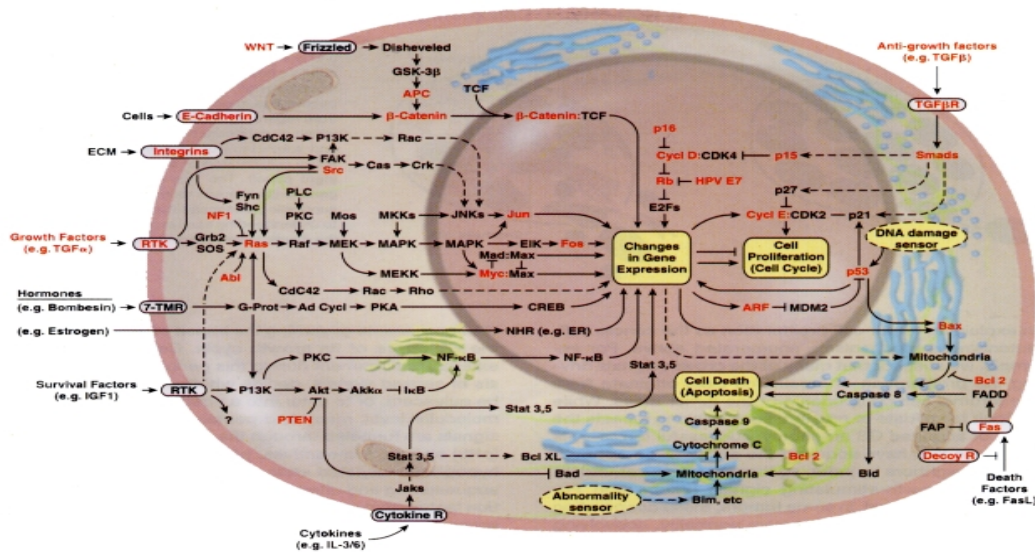 WNT Frizzled Disheveled
GSK-3β
APC
TCF
Cells E-Cadherin β-Catenin β-Catenin:TCF
Anti-growth factors
(e.g. TGFβ)
TGFβR
Smads
ECM Integrins CdC42 P13K Rac
FAK
Src Cas Crk
p16
Cycl D:CDK4 p15
Rb HPV E7
E2Fs
p27
Cycl E:CDK2 p21
Fyn
Shc
PLC
NF1 PKC Mos MKKs JNKs Jun
Growth Factors
(e.g. TGFα)
RTK Grb2
SOS
Ras Raf MEK MAPK MAPK EIK Fos
Abl
Mad:Max
MEKK Myc:Max
Changes
in Gene
Expression
Cell
Proliferation
(Cell Cycle)
DNA damage
sensor
p53
CdC42 Rac Rho
Hormones
(e.g. Bombesin)
7-TMR G-Prot Ad Cycl PKA CREB
ARF MDM2
(e.g. Estrogen) NHR (e.g. ER)
Bax
PKC NF-κB NF-κB
Stat 3,5
Mitochondria
Survival Factors
(e.g. IGF1)
RTK P13K Akt Akkα IκB
?
PTEN
Cell Death
(Apoptosis)
Bcl 2
Caspase 8 FADD
Stat 3,5
Caspase 9
FAP Fas
Cytochrome C
Stat 3,5 Bcl XL Bcl 2
Decoy R
Bad Mitochondria Bid
Jaks
Abnormality
sensor
Bim, etc
Death
Factors
(e.g. FasL)
Cytokine R
Cytokines
(e.g. IL-3/6)